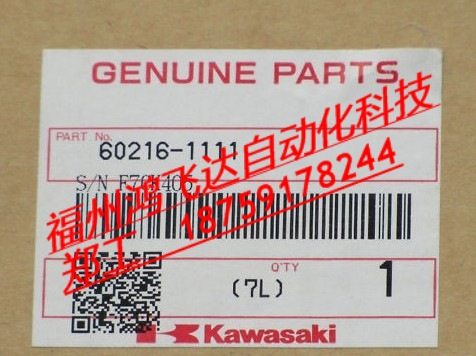 GENUINE PARTS
PART No.
60216-1111
福州鸿飞达自动化科技
郑工 18759178244
Q'TY
(7L) 1
Kawasaki